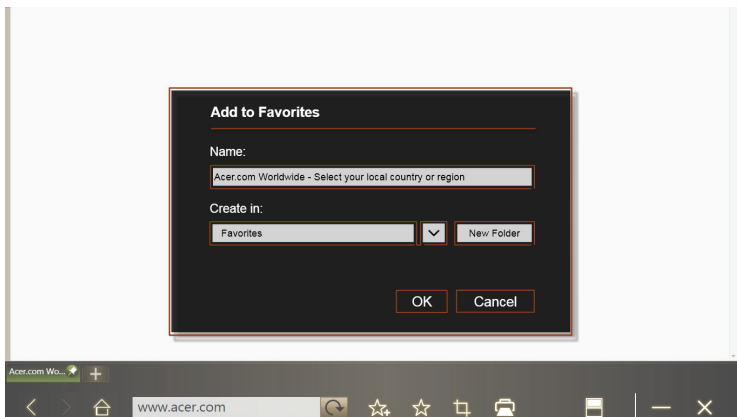 Add to Favorites
Name:
Acer.com Worldwide - Select your local country or region
Create in:
Favorites
New Folder
OK
Cancel
Acer.com Wo...
www.acer.com